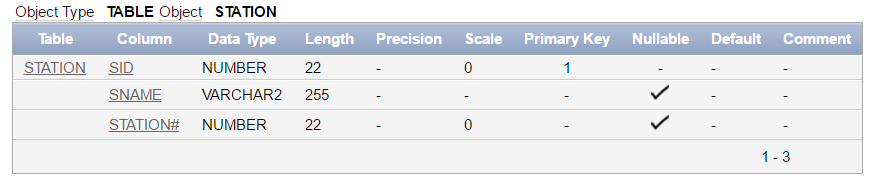 Object Type TABLE Object STATION
Table Column Data Type Length Precision Scale Primary Key Nullable Default Comment
STATION SID NUMBER 22 - 0 1 - - -
SNAME VARCHAR2 255 - - - ✓ - -
STATION# NUMBER 22 - 0 - ✓ - -
1 - 3